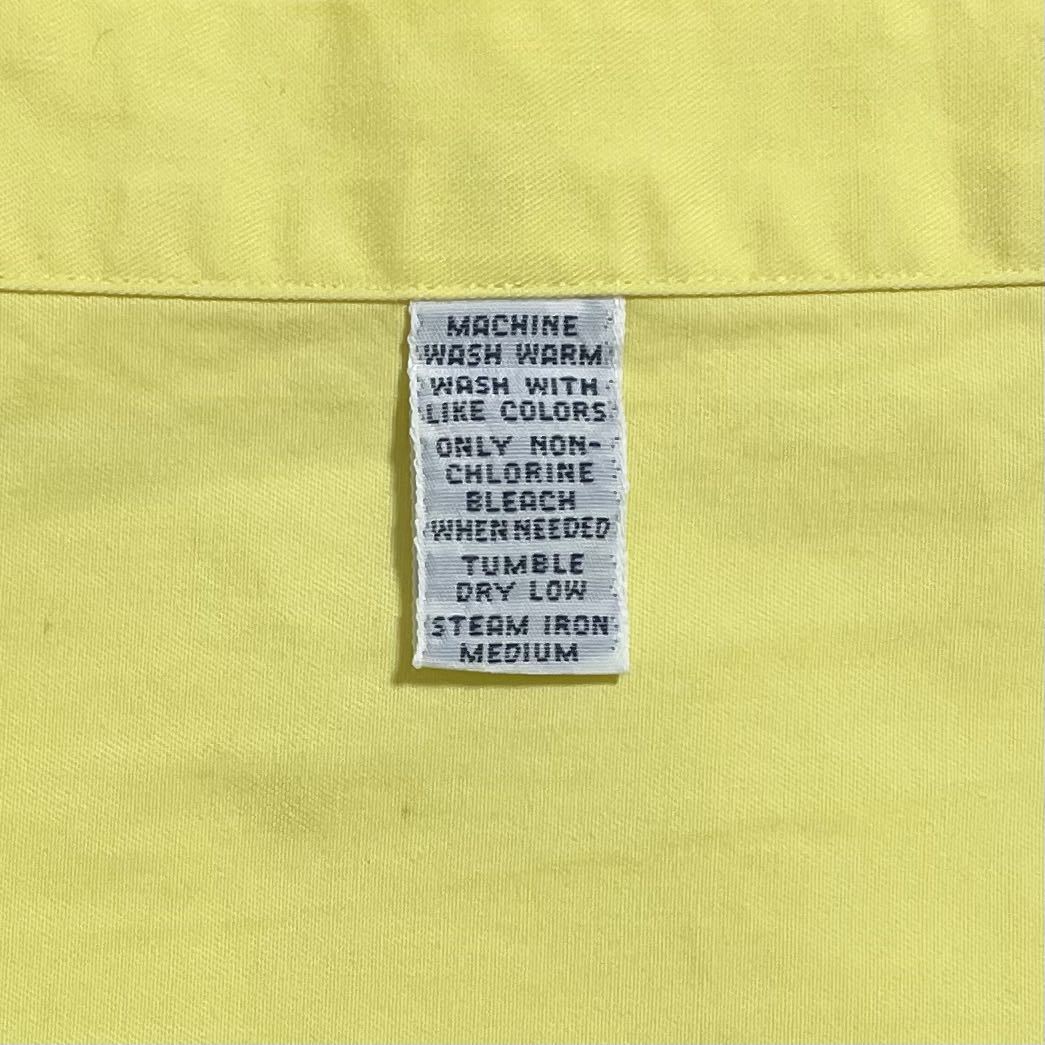 MACHINE
WASH WARM
WASH WITH
LIKE COLORS
ONLY NON-
CHLORINE
BLEACH
WHEN NEEDED
TUMBLE
DRY LOW
STEAM IRON
MEDIUM